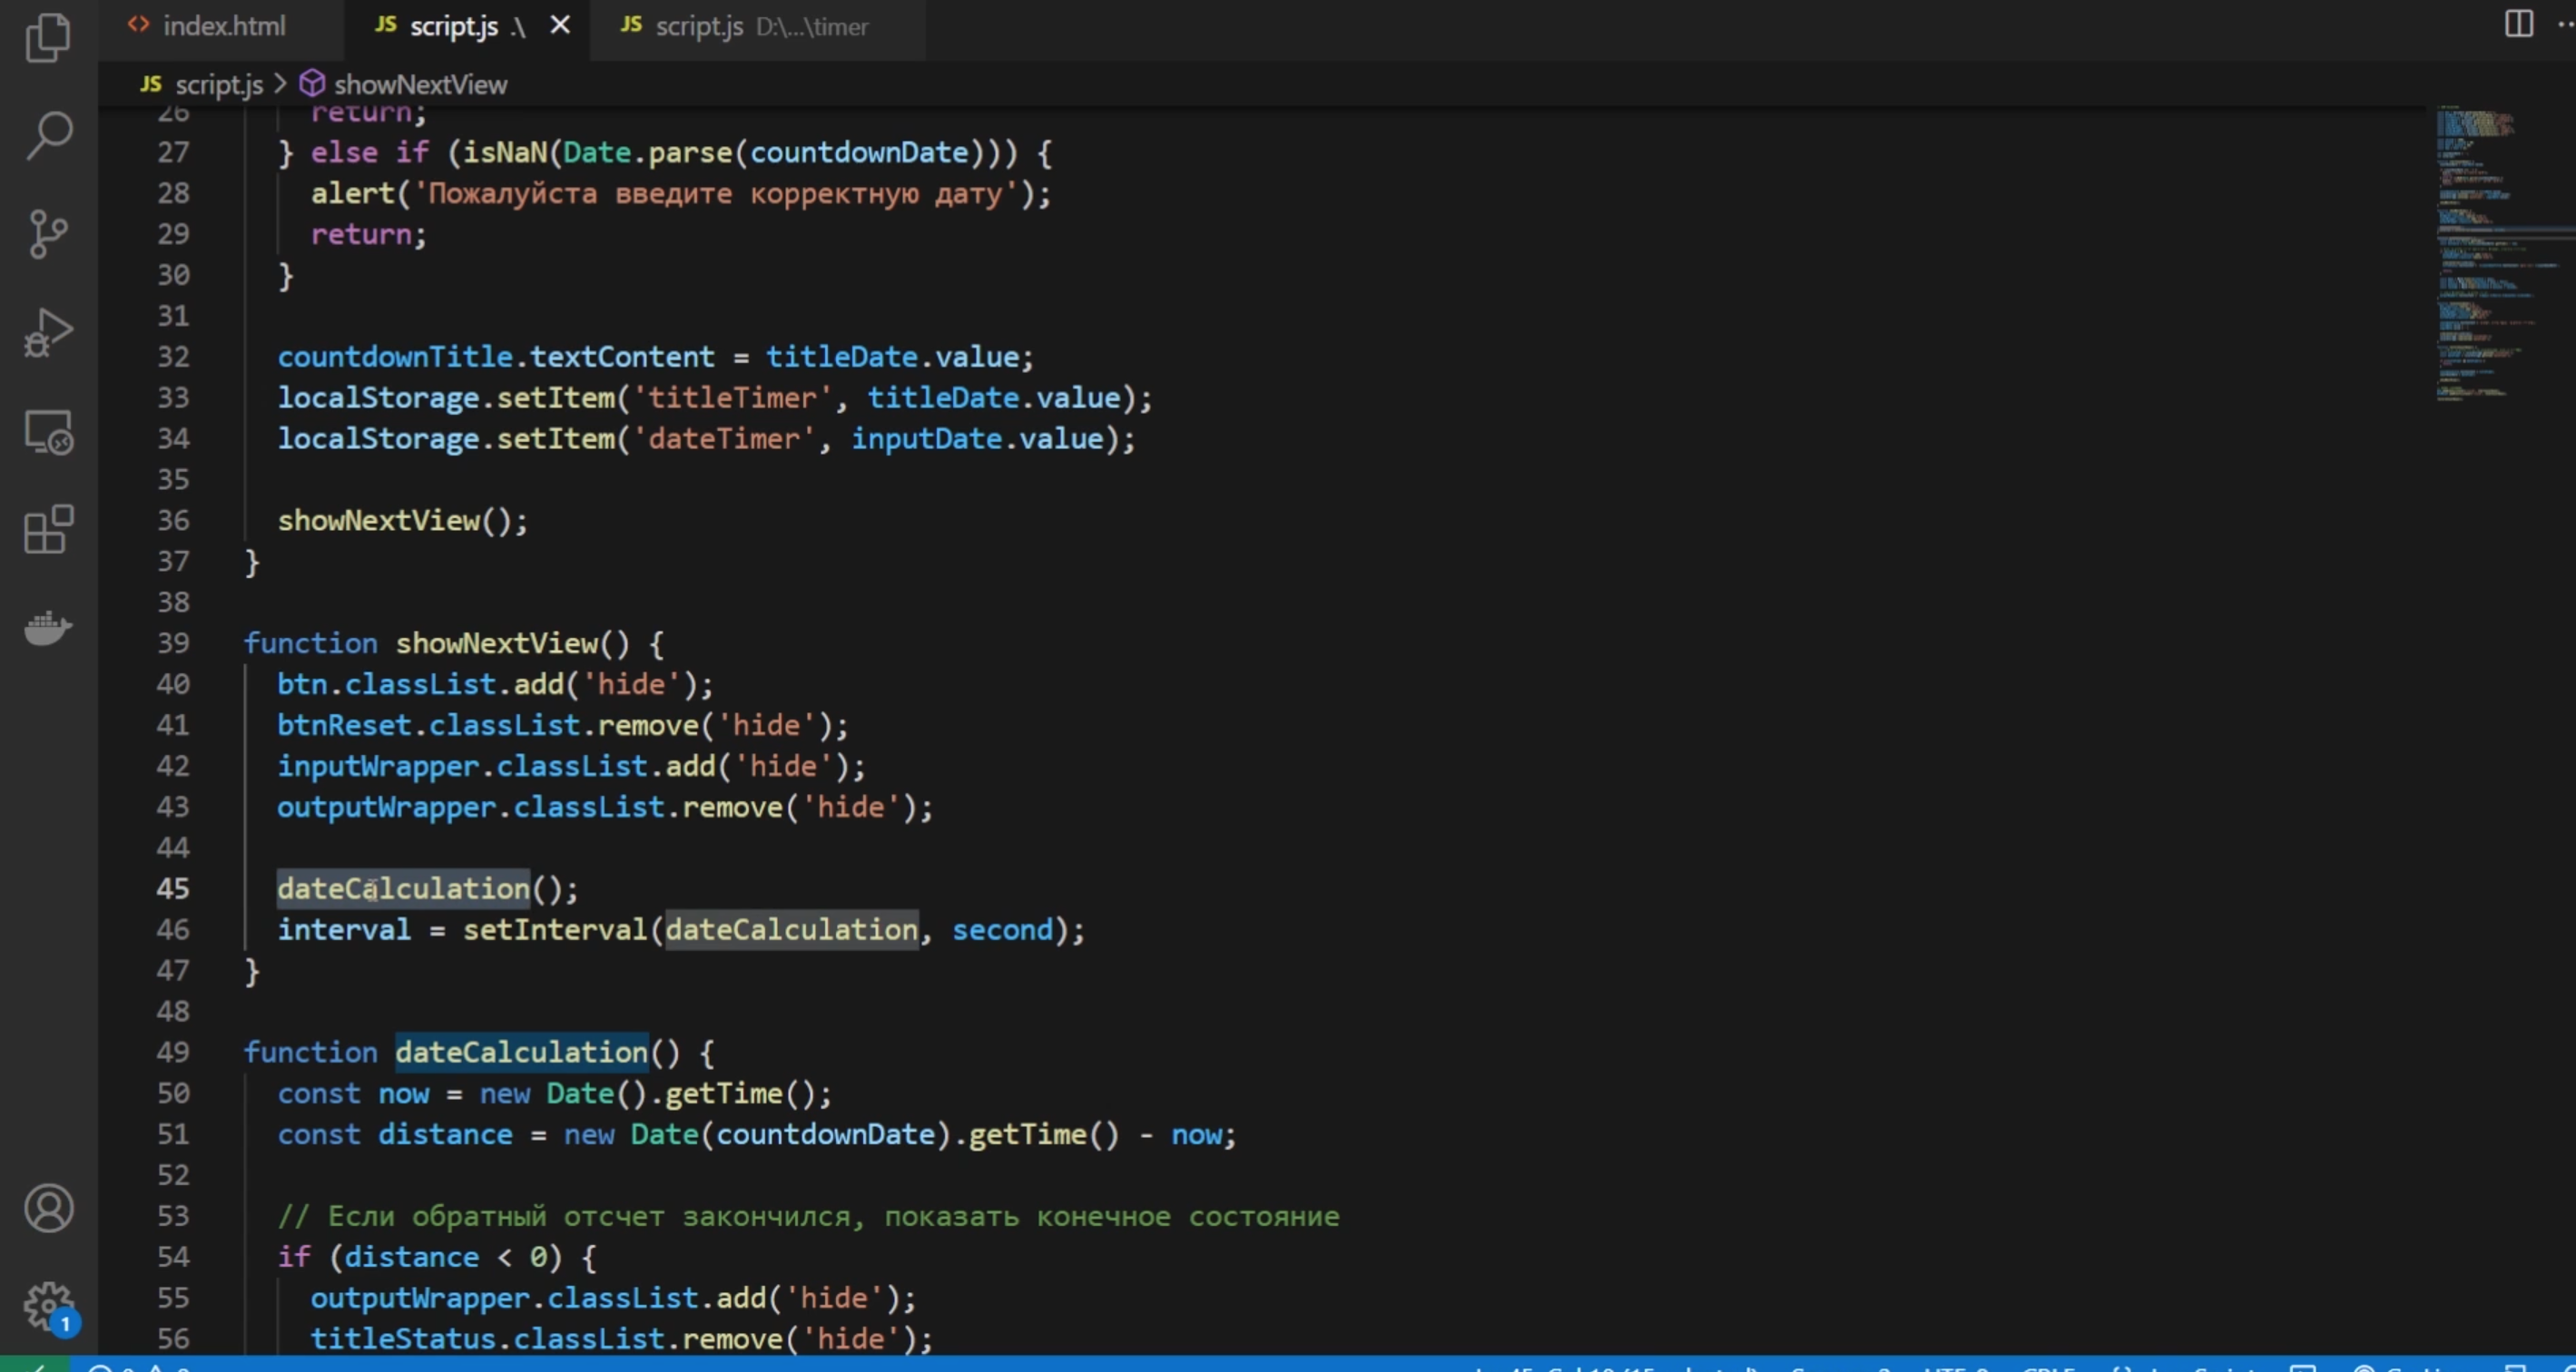 index.html
JS script.js .\
JS script.js D:\...\timer
JS script.js > showNextView
26 return;
27 } else if (isNaN(Date.parse(countdownDate))) {
28 alert('Пожалуйста введите корректную дату');
29 return;
30 }
31
32 countdownTitle.textContent = titleDate.value;
33 localStorage.setItem('titleTimer', titleDate.value);
34 localStorage.setItem('dateTimer', inputDate.value);
35
36 showNextView();
37 }
38
39 function showNextView() {
40 btn.classList.add('hide');
41 btnReset.classList.remove('hide');
42 inputWrapper.classList.add('hide');
43 outputWrapper.classList.remove('hide');
44
45 dateCalculation();
46 interval = setInterval(dateCalculation, second);
47 }
48
49 function dateCalculation() {
50 const now = new Date().getTime();
51 const distance = new Date(countdownDate).getTime() - now;
52
53 // Если обратный отсчет закончился, показать конечное состояние
54 if (distance < 0) {
55 outputWrapper.classList.add('hide');
56 titleStatus.classList.remove('hide');
1